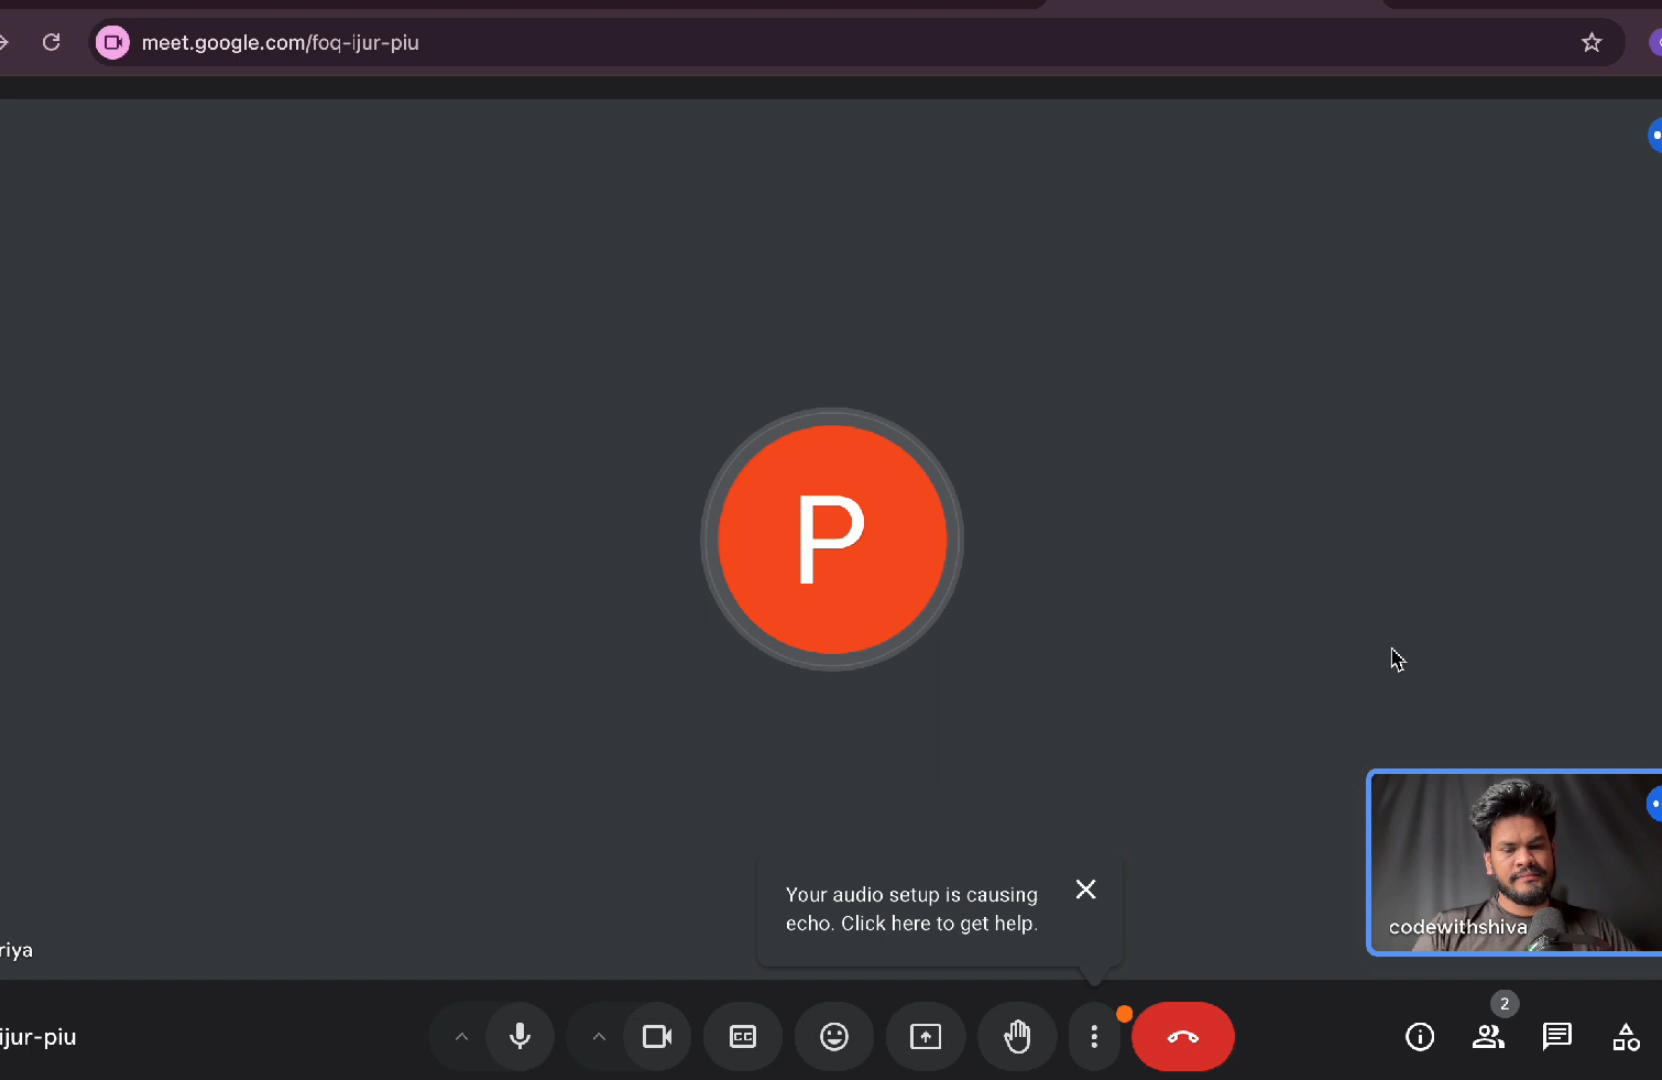 meet.google.com/foq-ijur-piu
P
Your audio setup is causing
echo. Click here to get help.
codewithshiva
riya
2
ijur-piu
CC